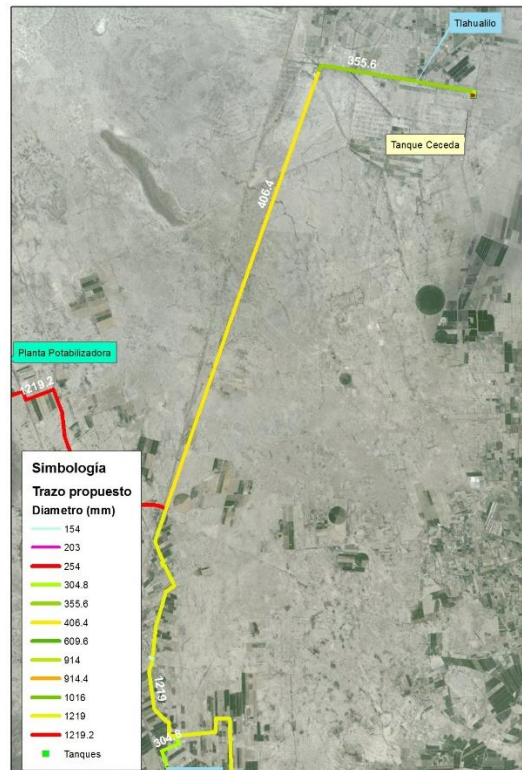 Tlahualilo
355.6
Tanque Ceceda
406.4
Planta Potabilizadora
1219.2
Simbología
Trazo propuesto
Diametro (mm)
154
203
254
304.8
355.6
406.4
609.6
914
914.4
1016
1219
1219.2
Tanques
1219
304.8